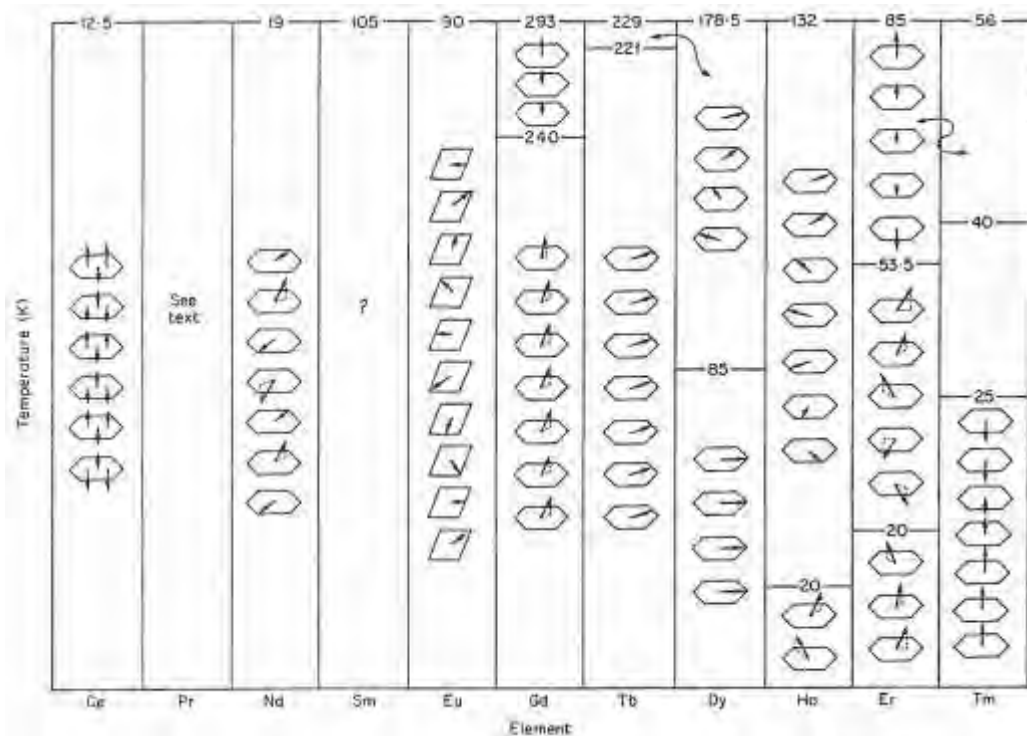 12·5 19 105 90 293 229 178·5 132 85 56
221
240
40
53·5
See
text
?
85
25
20
20
Temperature (K)
Ce Pr Nd Sm Eu Gd Tb Dy Ho Er Tm
Element